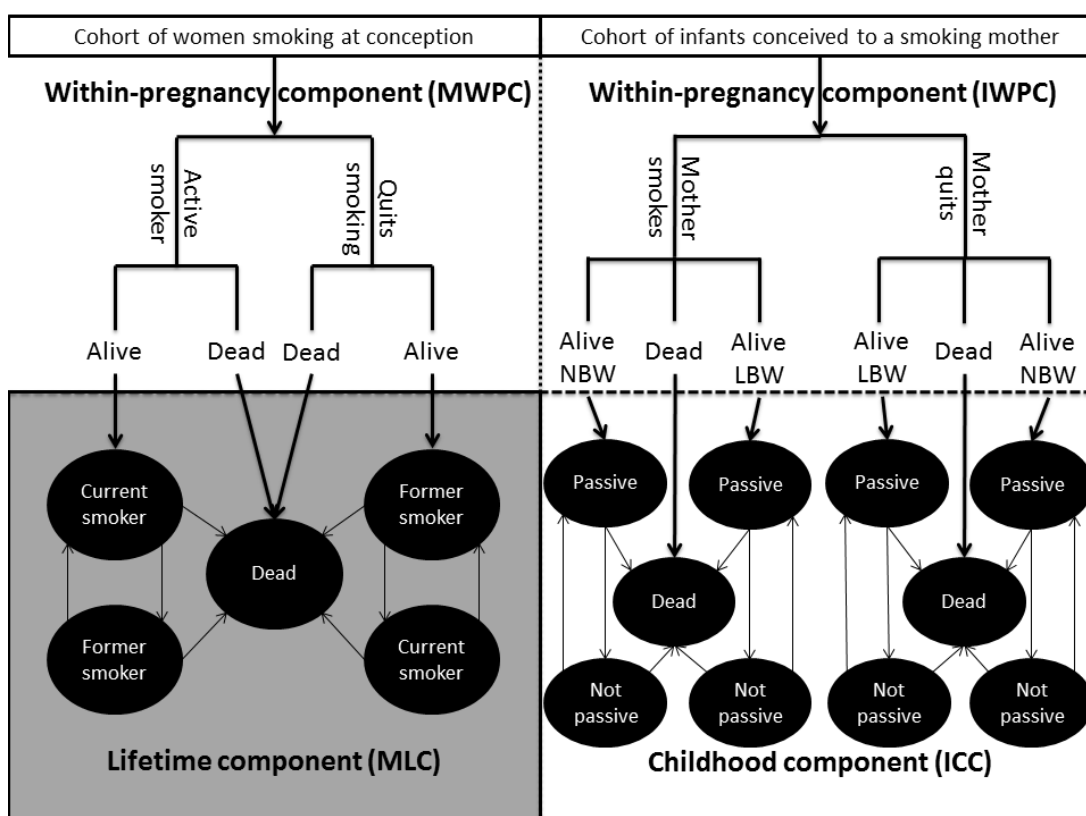 Cohort of women smoking at conception
Cohort of infants conceived to a smoking mother
Within-pregnancy component (MWPC)
Within-pregnancy component (IWPC)
Active
smoker
Quits
smoking
Mother
smokes
Mother
quits
Alive
Dead
Dead
Alive
Alive
NBW
Dead
Alive
LBW
Alive
LBW
Dead
Alive
NBW
Current
smoker
Former
smoker
Dead
Former
smoker
Current
smoker
Passive
Passive
Passive
Passive
Dead
Dead
Not
passive
Not
passive
Not
passive
Not
passive
Lifetime component (MLC)
Childhood component (ICC)